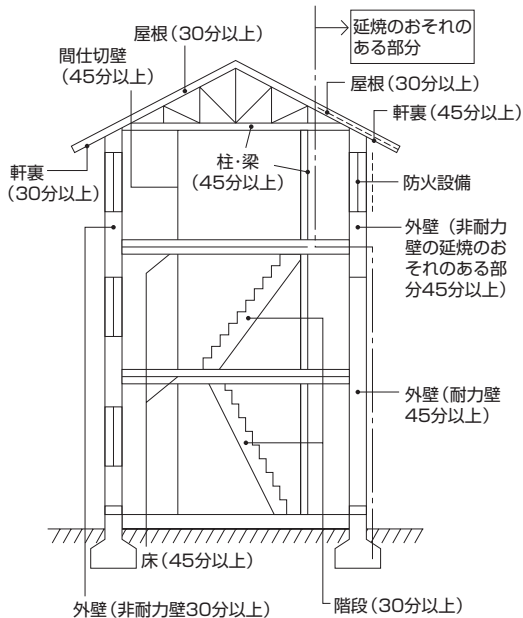 延焼のおそれの
ある部分
屋根（30分以上）
間仕切壁
（45分以上）
屋根（30分以上）
軒裏（45分以上）
軒裏
（30分以上）
柱・梁
（45分以上）
防火設備
外壁（非耐力
壁の延焼のお
それのある部
分45分以上）
外壁（耐力壁
45分以上）
床（45分以上）
外壁（非耐力壁30分以上）
階段（30分以上）